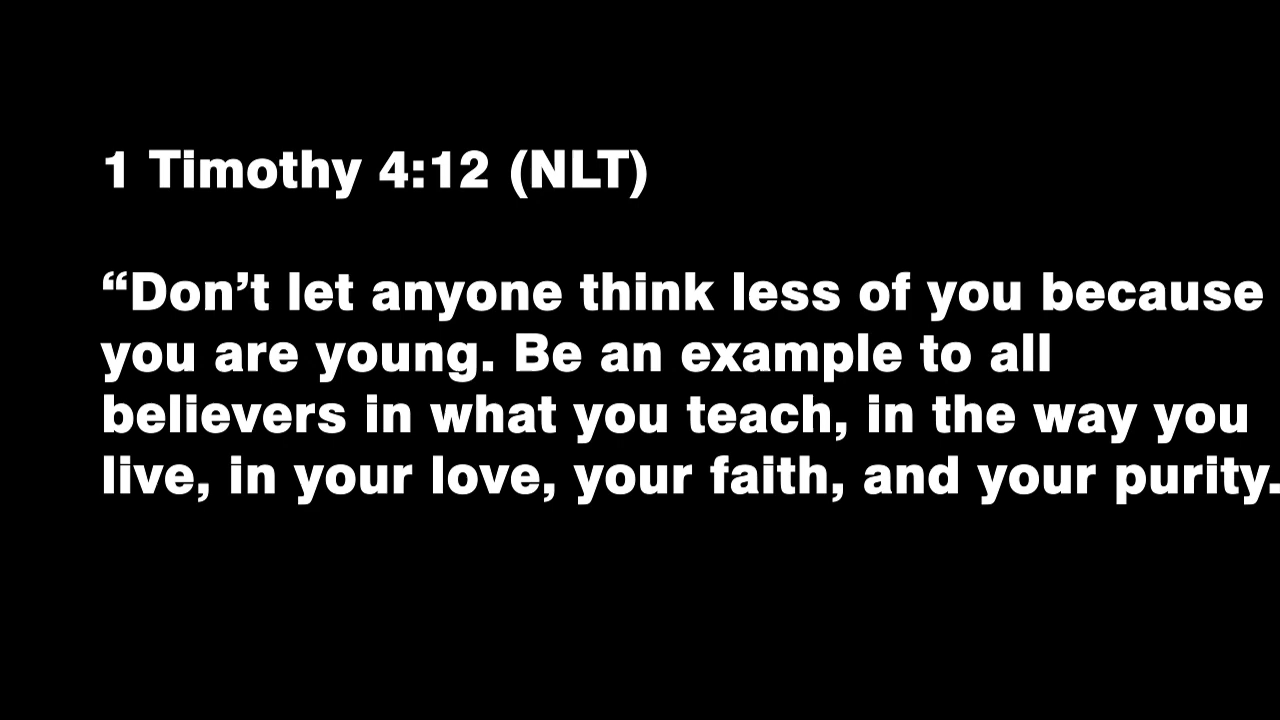 1 Timothy 4:12 (NLT)
“Don’t let anyone think less of you because
you are young. Be an example to all
believers in what you teach, in the way you
live, in your love, your faith, and your purity.